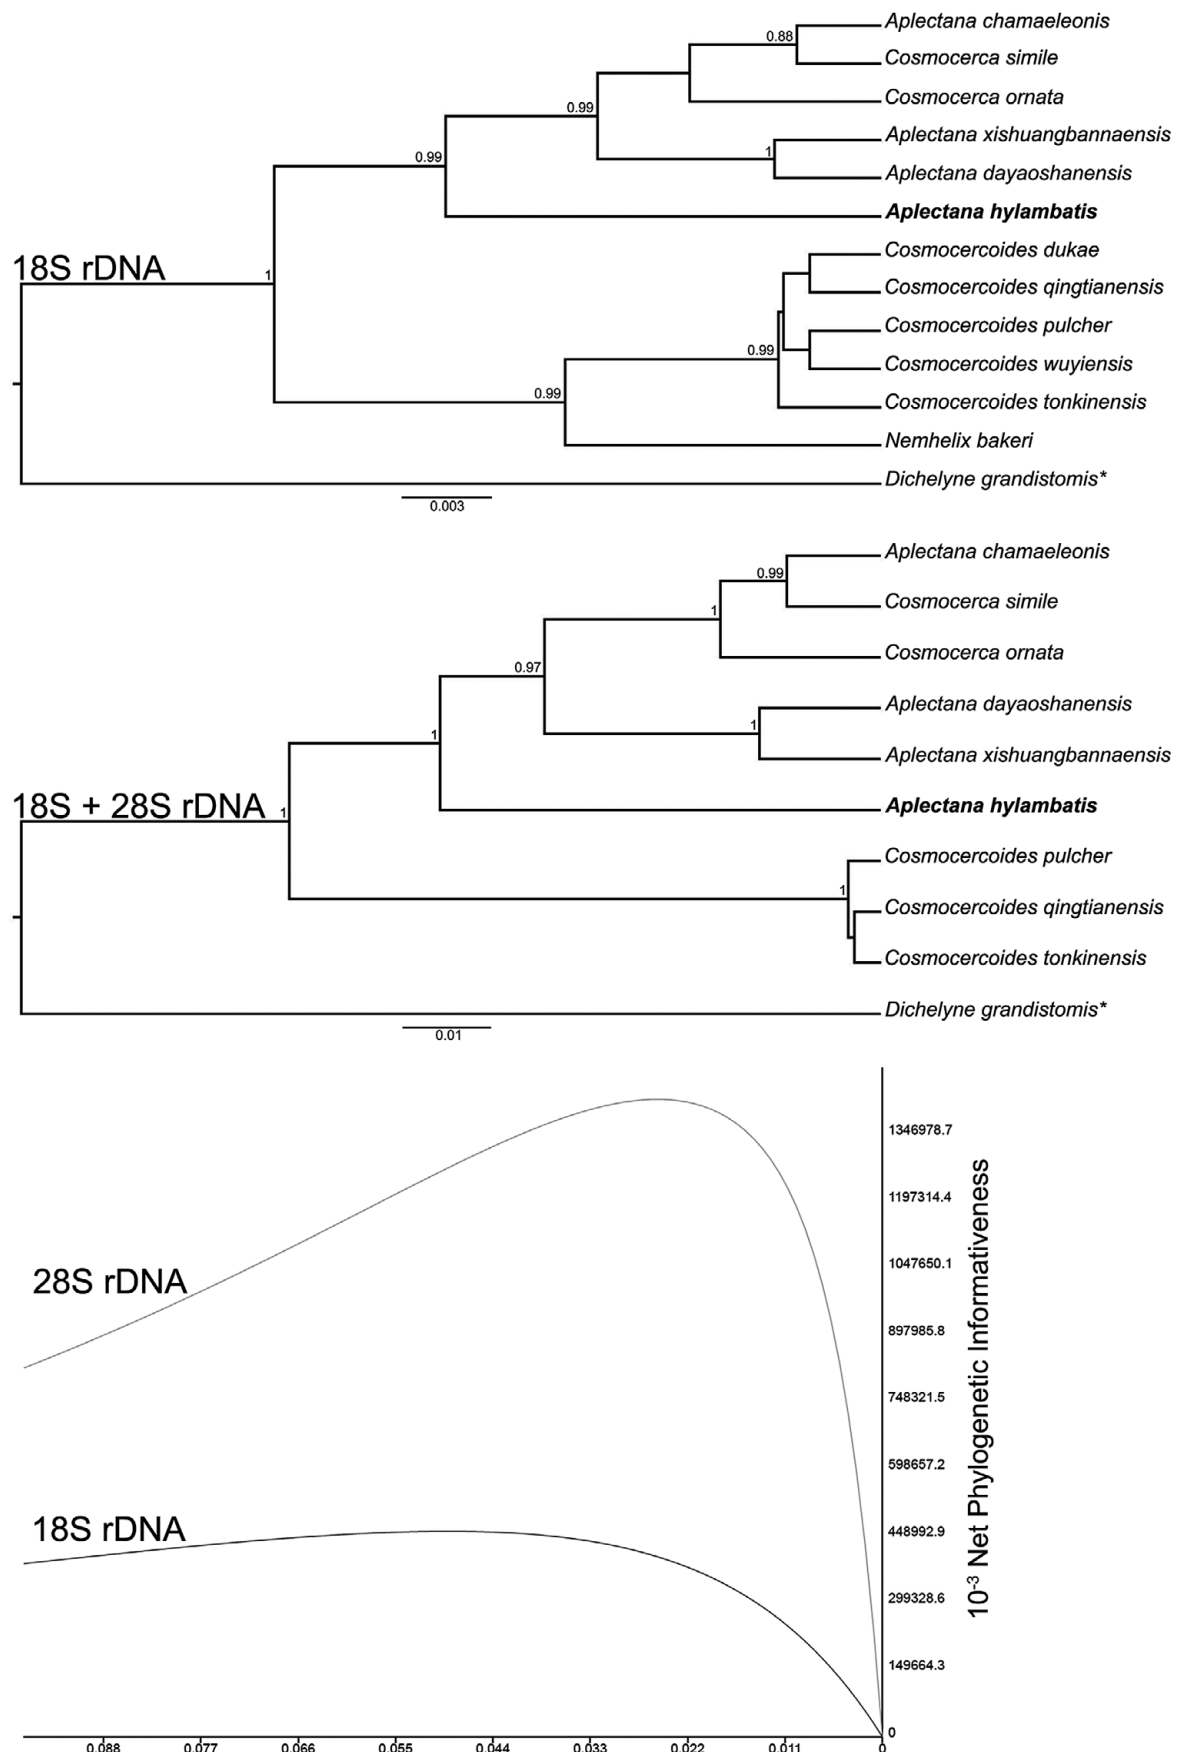 Aplectana chamaeleonis
0.88
Cosmocerca simile
Cosmocerca ornata
0.99
Aplectana xishuangbannaensis
1
0.99
Aplectana dayaoshanensis
Aplectana hylambatis
Cosmocercoides dukae
18S rDNA
1
Cosmocercoides qingtianensis
Cosmocercoides pulcher
0.99
Cosmocercoides wuyiensis
0.99
Cosmocercoides tonkinensis
Nemhelix bakeri
Dichelyne grandistomis*
0.003
Aplectana chamaeleonis
0.99
Cosmocerca simile
1
Cosmocerca ornata
0.97
Aplectana dayaoshanensis
1
1
Aplectana xishuangbannaensis
18S + 28S rDNA
1
Aplectana hylambatis
Cosmocercoides pulcher
1
Cosmocercoides qingtianensis
Cosmocercoides tonkinensis
Dichelyne grandistomis*
0.01
1346978.7
1197314.4
1047650.1
28S rDNA
897985.8
748321.5
598657.2
18S rDNA
448992.9
299328.6
149664.3
0
10-3 Net Phylogenetic Informativeness
0.088 0.077 0.066 0.055 0.044 0.033 0.022 0.011 0